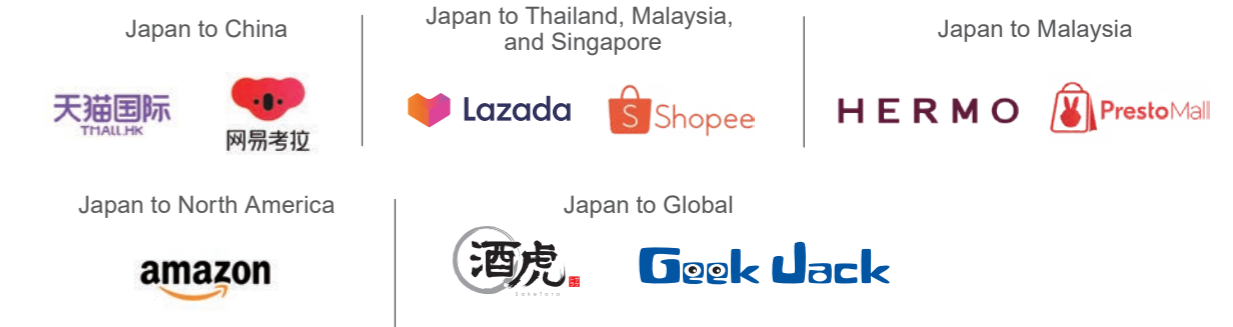 Japan to China
天猫国际
TMALL.HK
网易考拉
Japan to Thailand, Malaysia,
and Singapore
Lazada
S Shopee
Japan to Malaysia
HERMO
PrestoMall
Japan to North America
amazon
Japan to Global
酒虎
SakeTora
Geek Jack